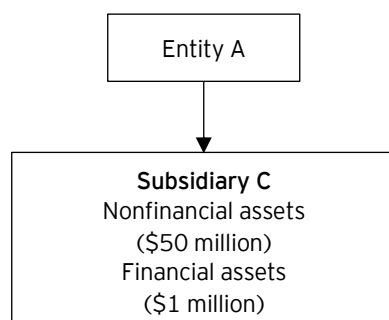 Entity A
Subsidiary C
Nonfinancial assets
($50 million)
Financial assets
($1 million)